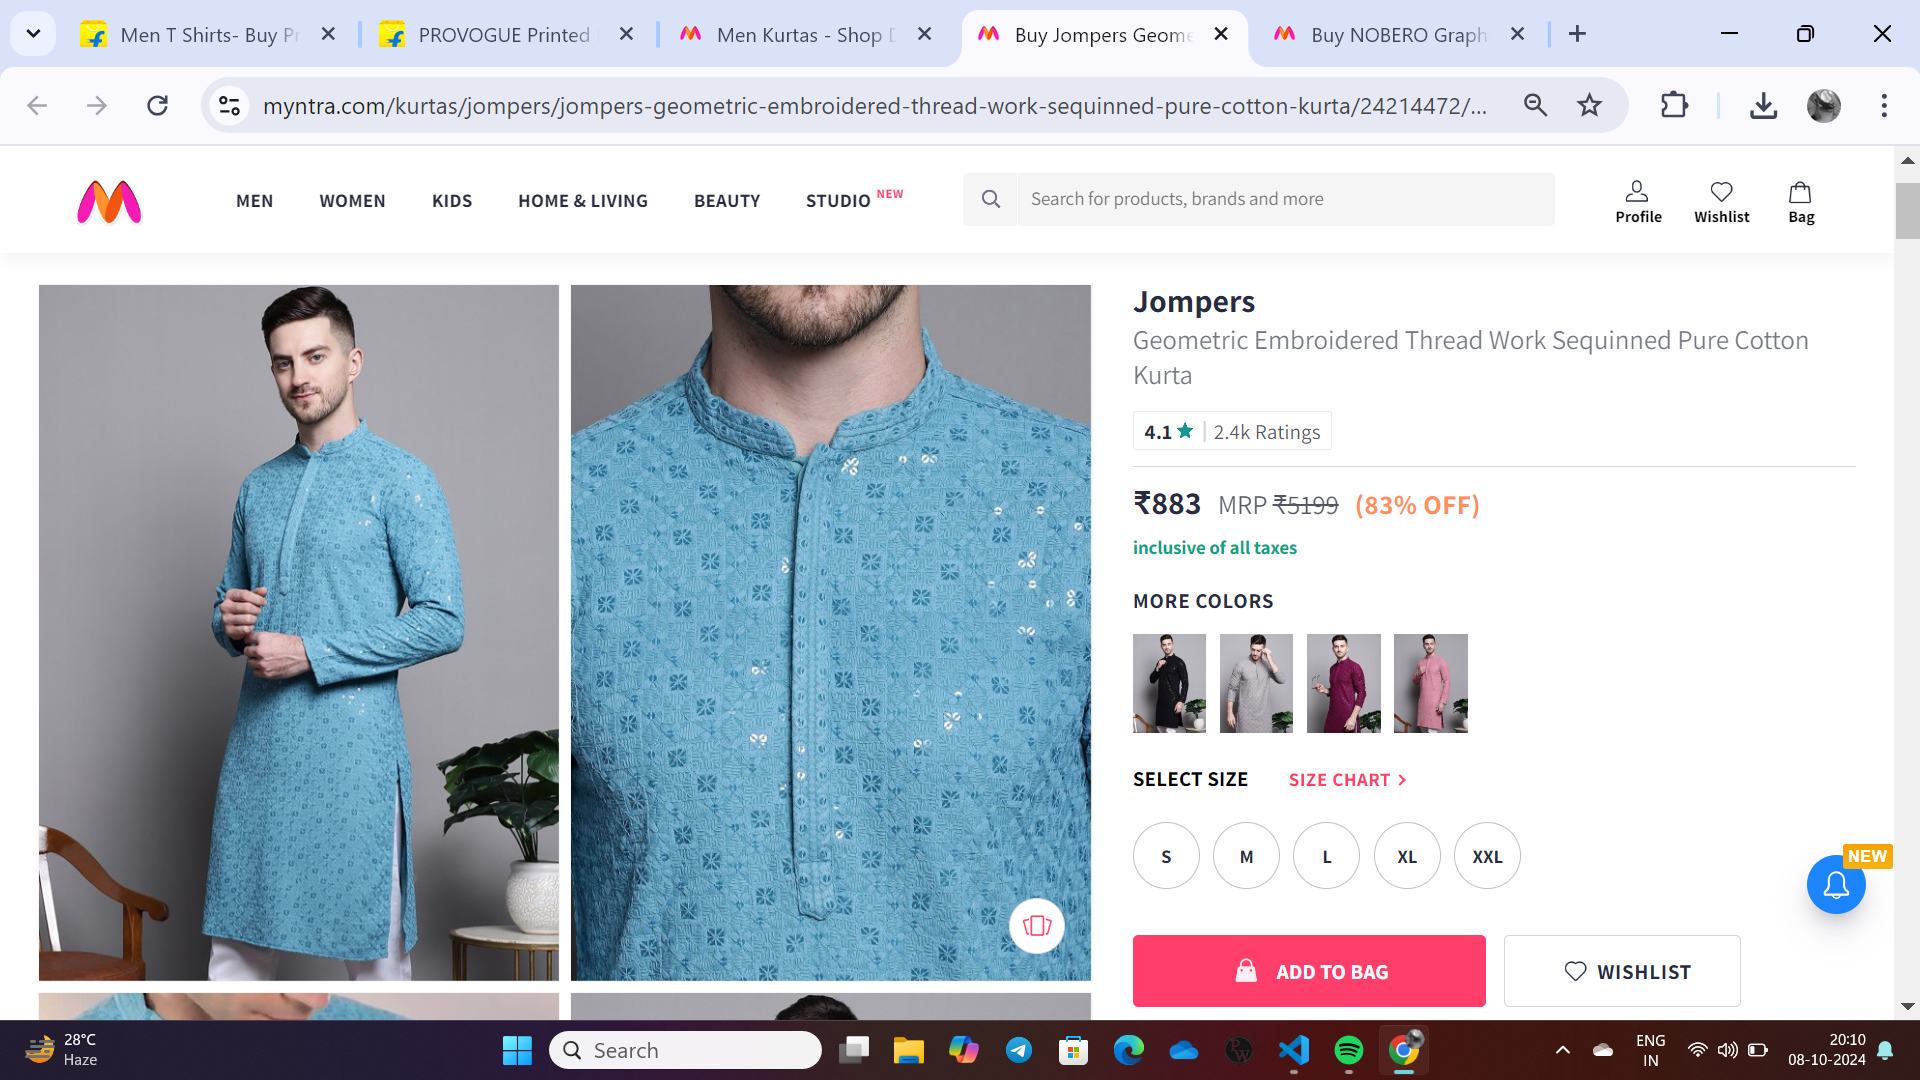 Men T Shirts- Buy Pr
PROVOGUE Printed
Men Kurtas - Shop D
Buy Jompers Geome
Buy NOBERO Graph
myntra.com/kurtas/jompers/jompers-geometric-embroidered-thread-work-sequinned-pure-cotton-kurta/24214472/...
MEN
WOMEN
KIDS
HOME & LIVING
BEAUTY
STUDIO NEW
Search for products, brands and more
Profile
Wishlist
Bag
Jompers
Geometric Embroidered Thread Work Sequinned Pure Cotton
Kurta
4.1 ★ | 2.4k Ratings
₹883 MRP ₹5199 (83% OFF)
inclusive of all taxes
MORE COLORS
SELECT SIZE
SIZE CHART >
S
M
L
XL
XXL
NEW
ADD TO BAG
WISHLIST
28°C
Haze
Search
ENG
IN
20:10
08-10-2024